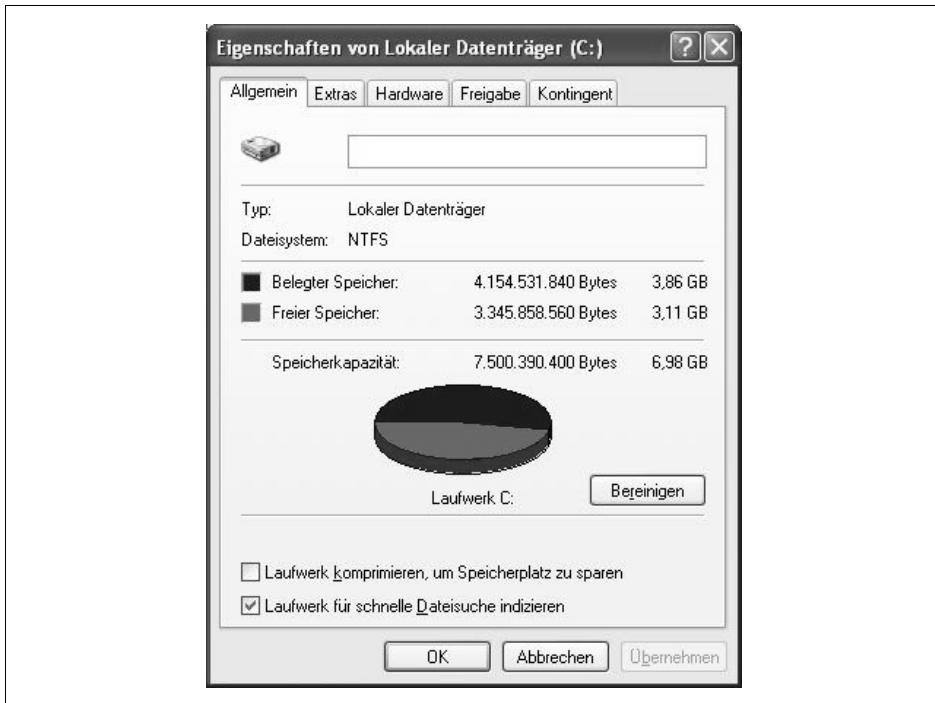 Eigenschaften von Lokaler Datenträger (C:)
Allgemein Extras Hardware Freigabe Kontingent
Typ: Lokaler Datenträger
Dateisystem: NTFS
Belegter Speicher: 4.154.531.840 Bytes 3,86 GB
Freier Speicher: 3.345.858.560 Bytes 3,11 GB
Speicherkapazität: 7.500.390.400 Bytes 6,98 GB
Laufwerk C:
Bereinigen
Laufwerk komprimieren, um Speicherplatz zu sparen
Laufwerk für schnelle Dateisuche indizieren
OK Abbrechen Übernehmen